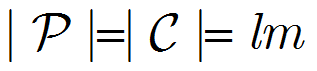 | 𝒫 |=| 𝒞 |= lm